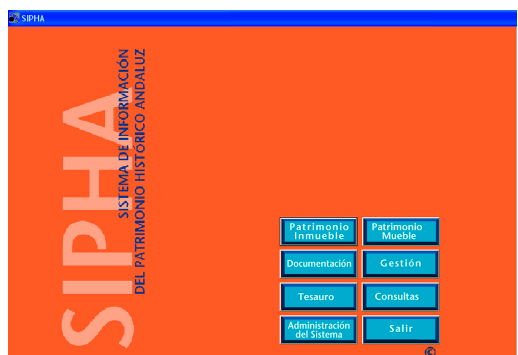 SIPHA
SIPHA
SISTEMA DE INFORMACIÓN
DEL PATRIMONIO HISTÓRICO ANDALUZ
Patrimonio
Inmueble
Patrimonio
Mueble
Documentación
Gestión
Tesauro
Consultas
Administración
del Sistema
Salir
©